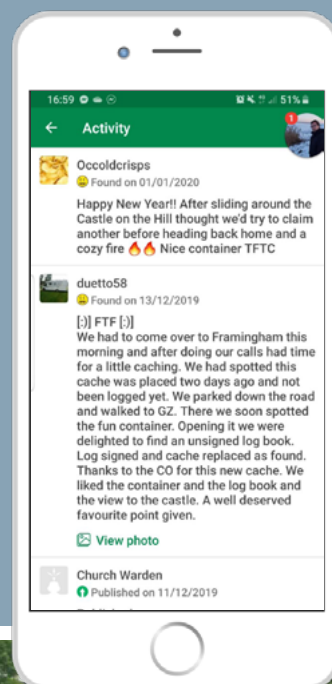 16:59
51%
1
Activity
Occoldcrisps
Found on 01/01/2020
Happy New Year!! After sliding around the
Castle on the Hill thought we'd try to claim
another before heading back home and a
cozy fire 🔥🔥 Nice container TFTC
duetto58
Found on 13/12/2019
[:)] FTF [:)]
We had to come over to Framingham this
morning and after doing our calls had time
for a little caching. We had spotted this
cache was placed two days ago and not
been logged yet. We parked down the road
and walked to GZ. There we soon spotted
the fun container. Opening it we were
delighted to find an unsigned log book.
Log signed and cache replaced as found.
Thanks to the CO for this new cache. We
liked the container and the log book and
the view to the castle. A well deserved
favourite point given.
View photo
Church Warden
Published on 11/12/2019